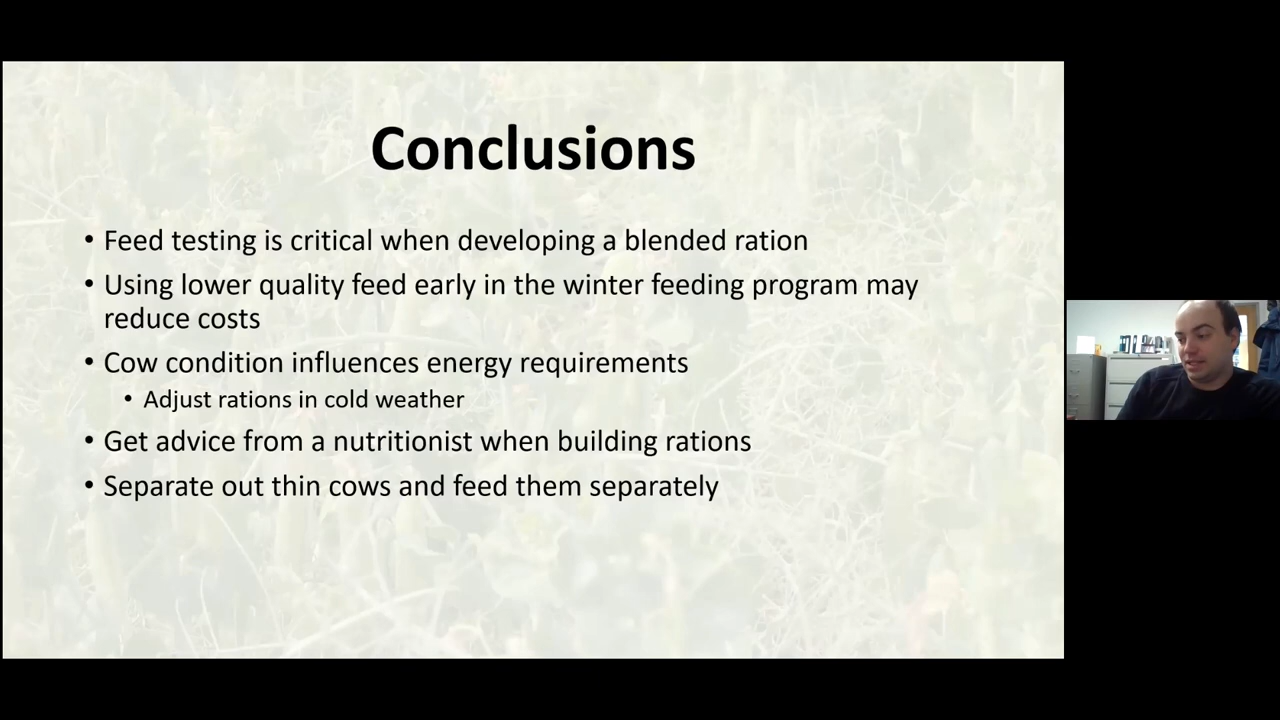 Conclusions
• Feed testing is critical when developing a blended ration
• Using lower quality feed early in the winter feeding program may
reduce costs
• Cow condition influences energy requirements
• Adjust rations in cold weather
• Get advice from a nutritionist when building rations
• Separate out thin cows and feed them separately